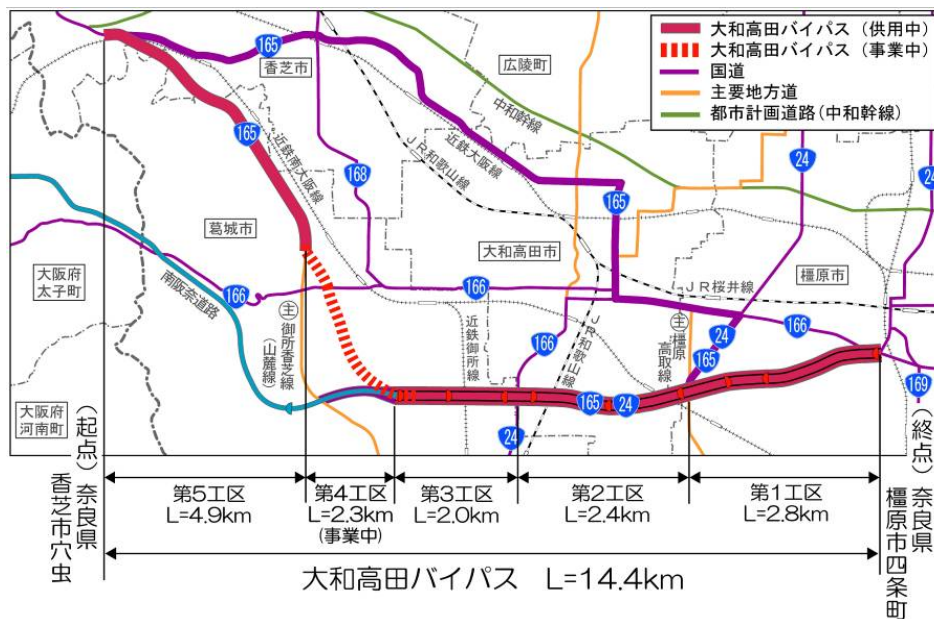 大和高田バイパス（供用中）
大和高田バイパス（事業中）
国道
主要地方道
都市計画道路(中和幹線)
165
香芝市
広陵町
中和幹線
165
近鉄南大阪線
168
JR和歌山線
近鉄大阪線
24
24
165
葛城市
大和高田市
橿原市
大阪府
太子町
南阪奈道路
166
166
JR桜井線
主
御所香芝線
(山麓線)
近鉄御所線
166
JR和歌山線
主
橿原
高取線
24
165
166
大阪府
河南町
165
24
24
169
(起点)奈良県
香芝市穴虫
(終点)奈良県
橿原市四条町
第5工区
L=4.9km
第4工区
L=2.3km
(事業中)
第3工区
L=2.0km
第2工区
L=2.4km
第1工区
L=2.8km
大和高田バイパス L=14.4km